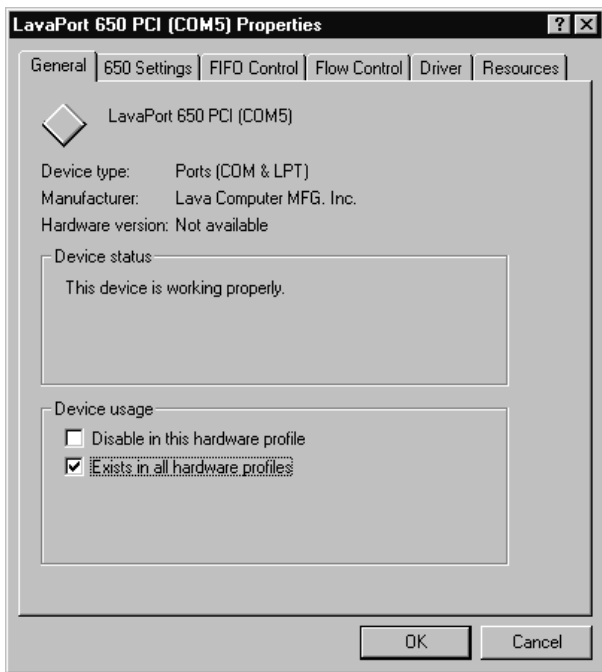 LavaPort 650 PCI (COM5) Properties
General 650 Settings FIFO Control Flow Control Driver Resources
LavaPort 650 PCI (COM5)
Device type: Ports (COM & LPT)
Manufacturer: Lava Computer MFG. Inc.
Hardware version: Not available
Device status
This device is working properly.
Device usage
Disable in this hardware profile
Exists in all hardware profiles
OK Cancel